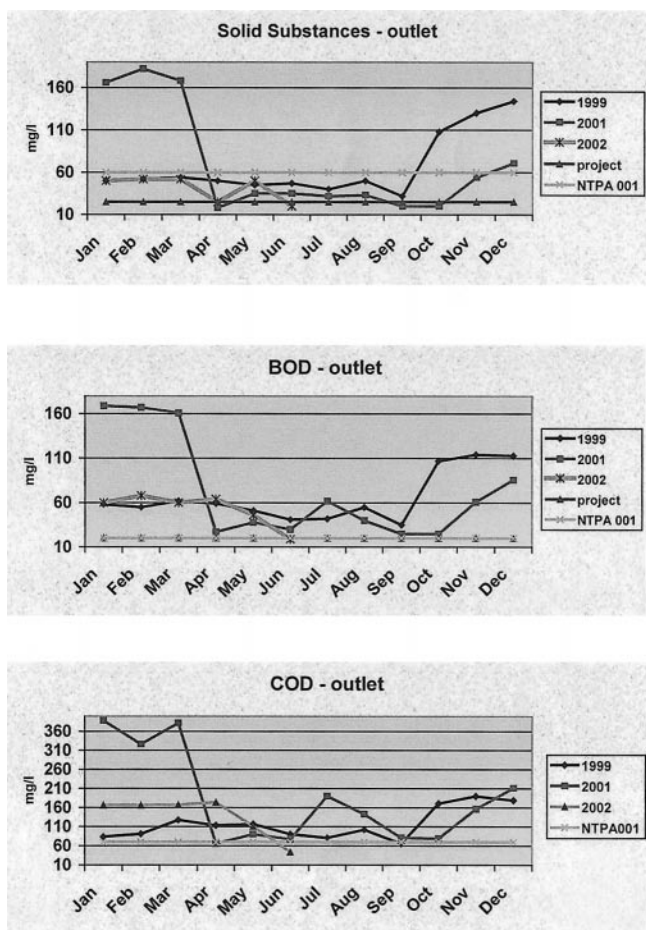 Solid Substances - outlet
160
110
60
10
mg/l
Jan
Feb
Mar
Apr
May
Jun
Jul
Aug
Sep
Oct
Nov
Dec
1999
2001
2002
project
NTPA 001
BOD - outlet
160
110
60
10
mg/l
Jan
Feb
Mar
Apr
May
Jun
Jul
Aug
Sep
Oct
Nov
Dec
1999
2001
2002
project
NTPA 001
COD - outlet
360
310
260
210
160
110
60
10
mg/l
Jan
Feb
Mar
Apr
May
Jun
Jul
Aug
Sep
Oct
Nov
Dec
1999
2001
2002
NTPA001